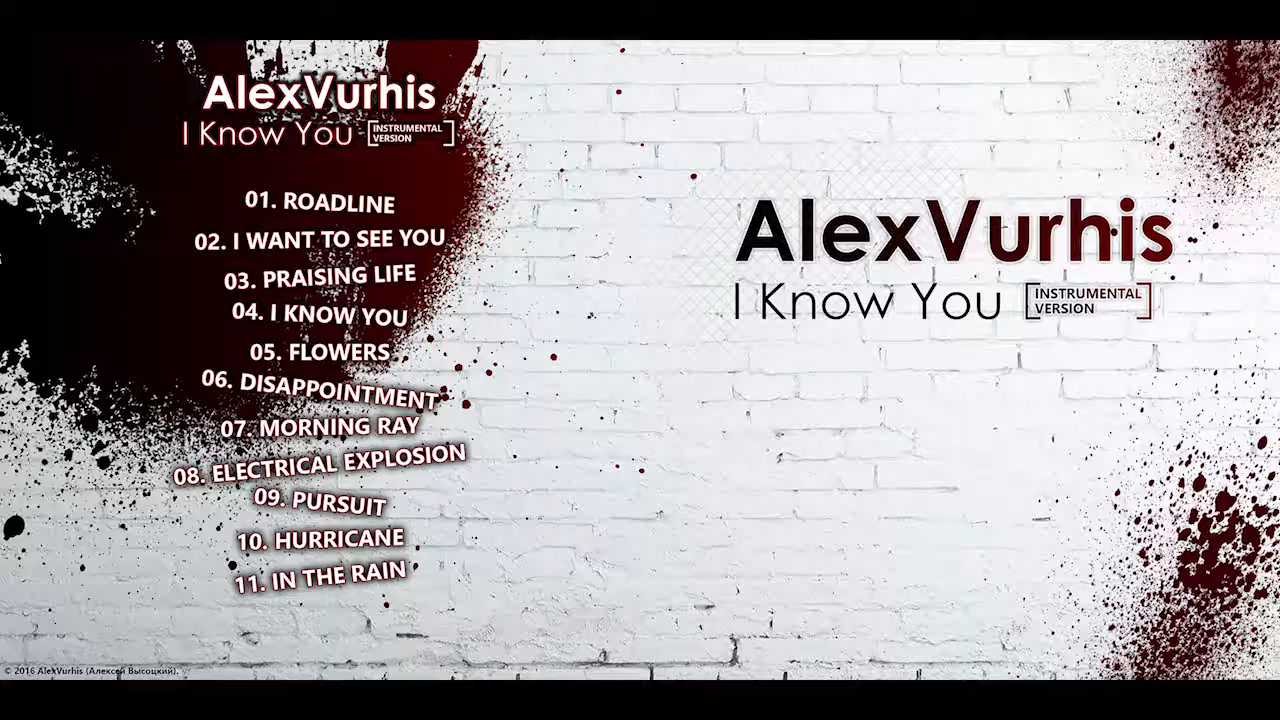 AlexVurhis
I Know You [INSTRUMENTAL VERSION]
01. ROADLINE
02. I WANT TO SEE YOU
03. PRAISING LIFE
04. I KNOW YOU
05. FLOWERS
06. DISAPPOINTMENT
07. MORNING RAY
08. ELECTRICAL EXPLOSION
09. PURSUIT
10. HURRICANE
11. IN THE RAIN
© 2016 AlexVurhis (Алексей Высоцкий).
AlexVurhis
I Know You [INSTRUMENTAL VERSION]